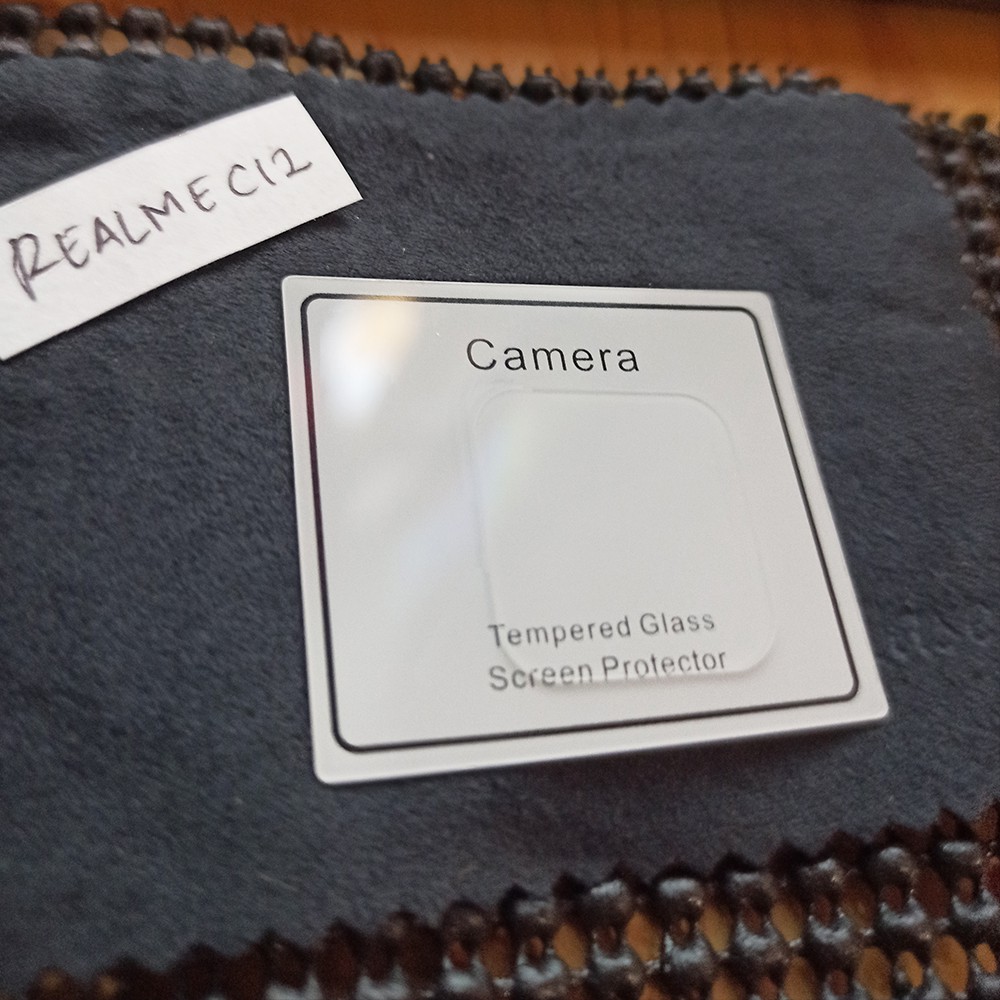 REALME C12
Camera
Tempered Glass
Screen Protector